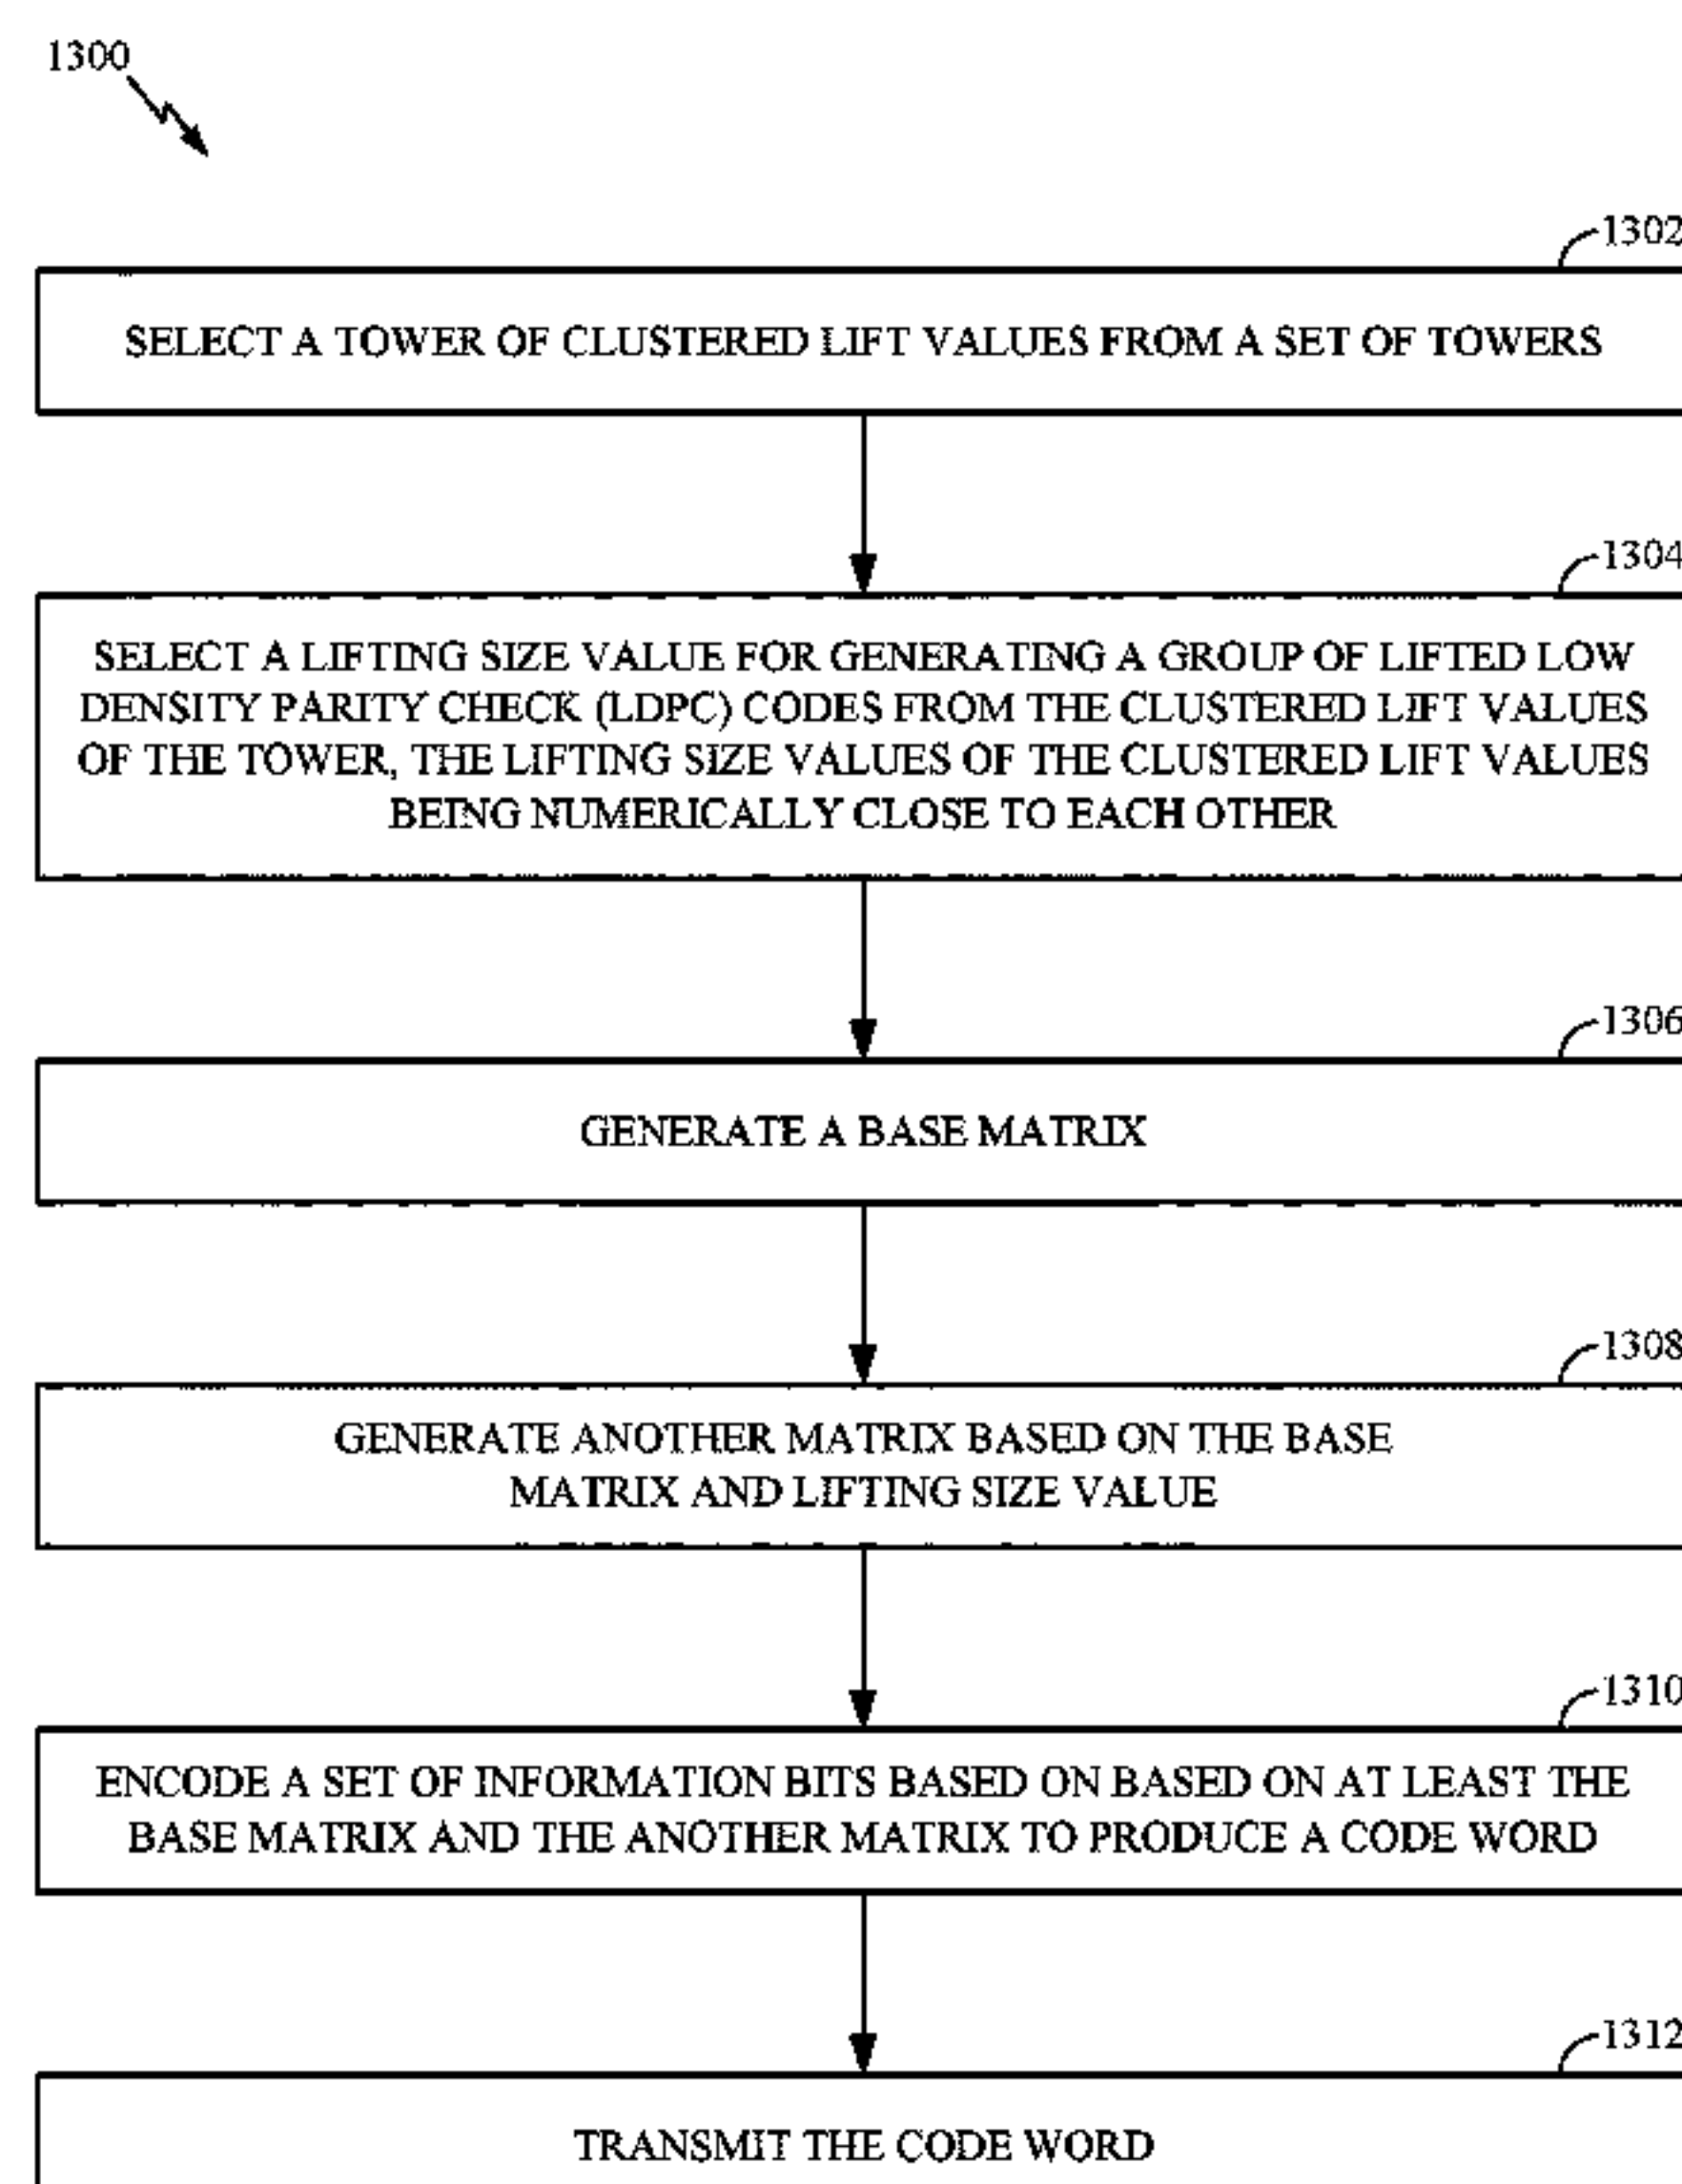 1300
1302
SELECT A TOWER OF CLUSTERED LIFT VALUES FROM A SET OF TOWERS
1304
SELECT A LIFTING SIZE VALUE FOR GENERATING A GROUP OF LIFTED LOW
DENSITY PARITY CHECK (LDPC) CODES FROM THE CLUSTERED LIFT VALUES
OF THE TOWER, THE LIFTING SIZE VALUES OF THE CLUSTERED LIFT VALUES
BEING NUMERICALLY CLOSE TO EACH OTHER
1306
GENERATE A BASE MATRIX
1308
GENERATE ANOTHER MATRIX BASED ON THE BASE
MATRIX AND LIFTING SIZE VALUE
1310
ENCODE A SET OF INFORMATION BITS BASED ON BASED ON AT LEAST THE
BASE MATRIX AND THE ANOTHER MATRIX TO PRODUCE A CODE WORD
1312
TRANSMIT THE CODE WORD